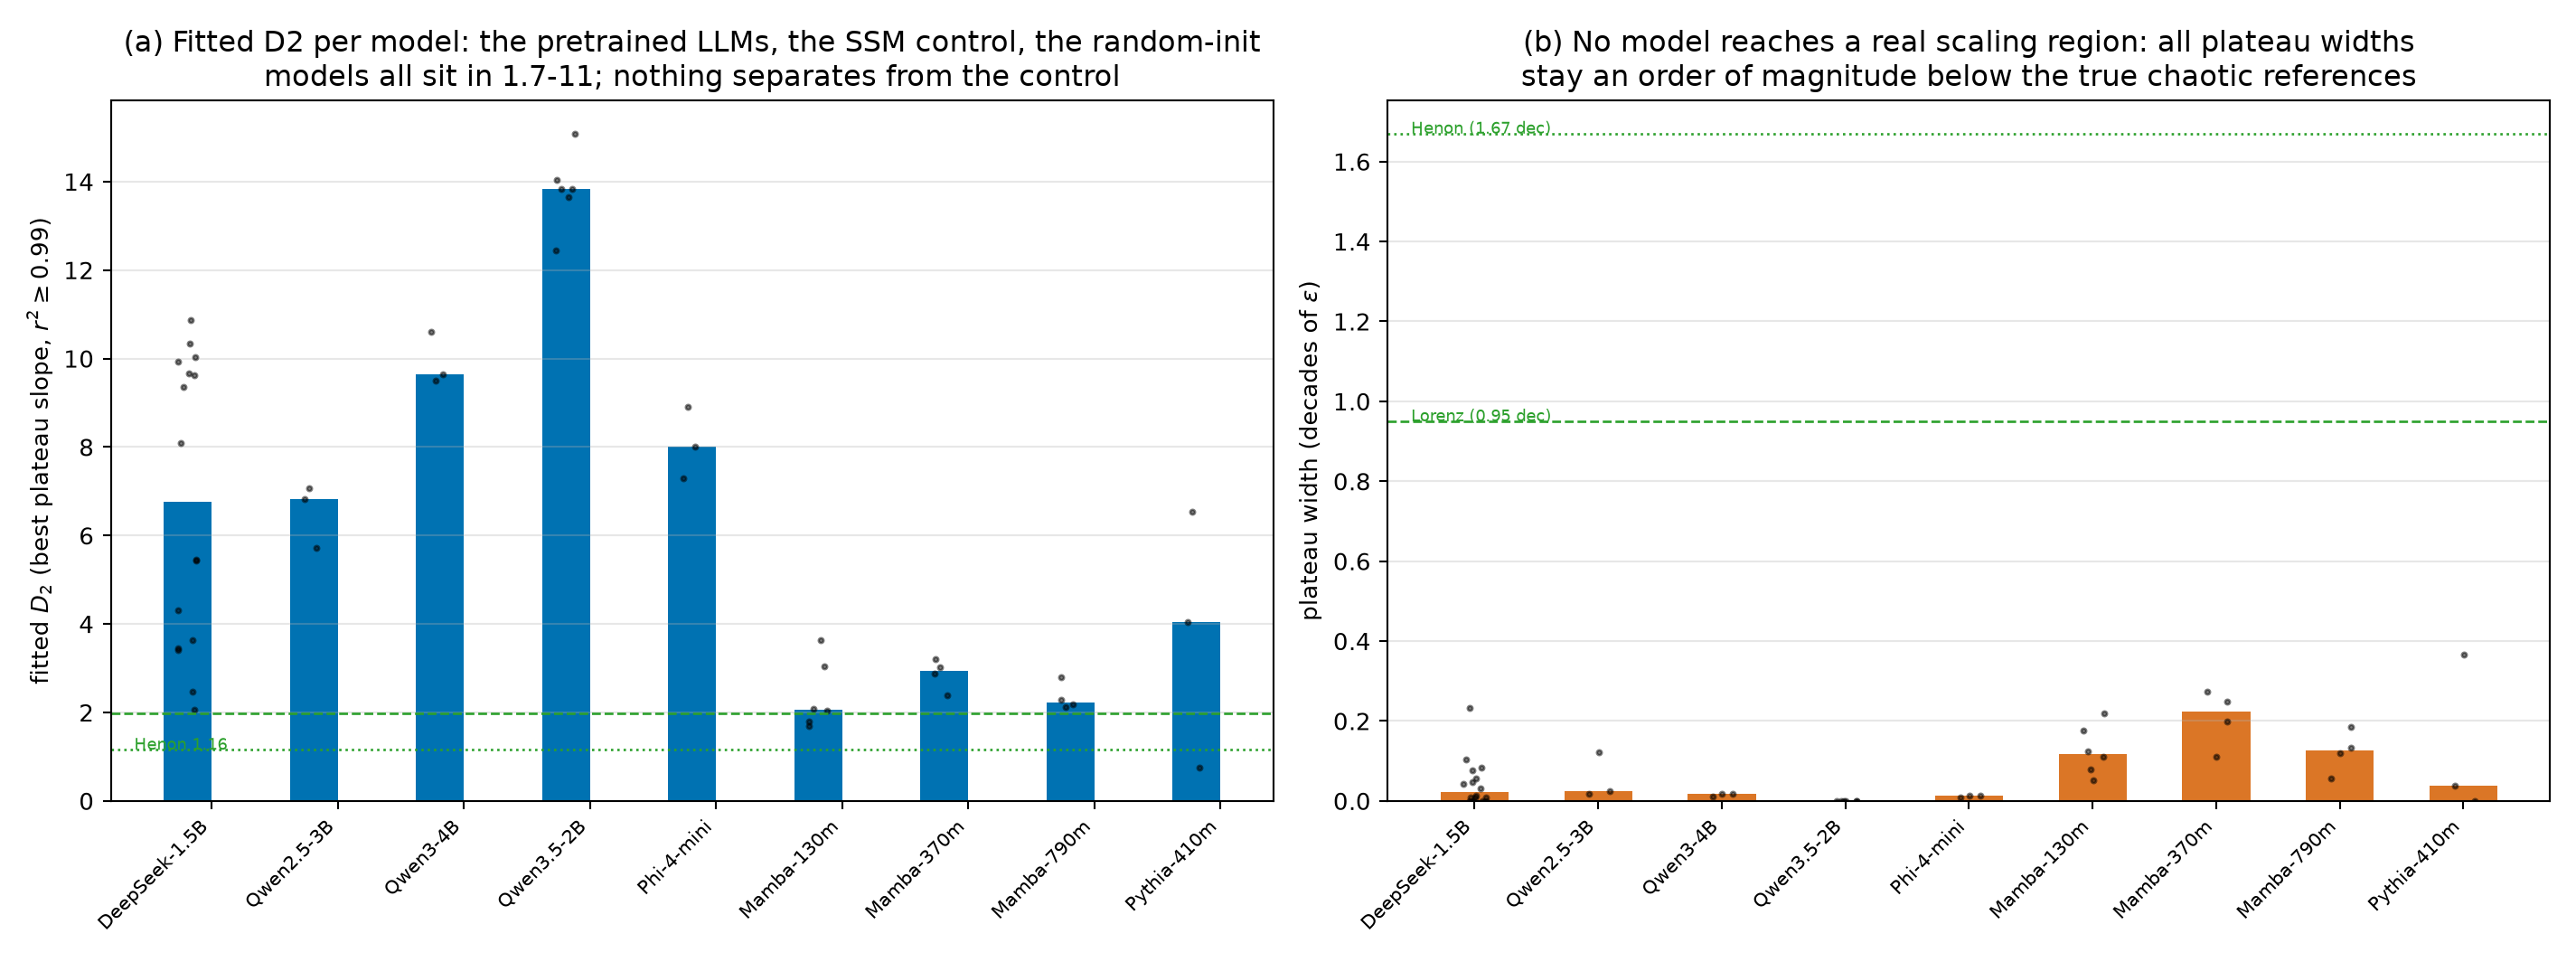 (a) Fitted D2 per model: the pretrained LLMs, the SSM control, the random-init
models all sit in 1.7-11; nothing separates from the control
fitted D₂ (best plateau slope, r² ≥ 0.99)
14
12
10
8
6
4
2
0
Henon 1.16
DeepSeek-1.5B
Qwen2.5-3B
Qwen3-4B
Qwen3.5-2B
Phi-4-mini
Mamba-130m
Mamba-370m
Mamba-790m
Pythia-410m
(b) No model reaches a real scaling region: all plateau widths
stay an order of magnitude below the true chaotic references
plateau width (decades of ε)
1.6
1.4
1.2
1.0
0.8
0.6
0.4
0.2
0.0
Henon (1.67 dec)
Lorenz (0.95 dec)
DeepSeek-1.5B
Qwen2.5-3B
Qwen3-4B
Qwen3.5-2B
Phi-4-mini
Mamba-130m
Mamba-370m
Mamba-790m
Pythia-410m